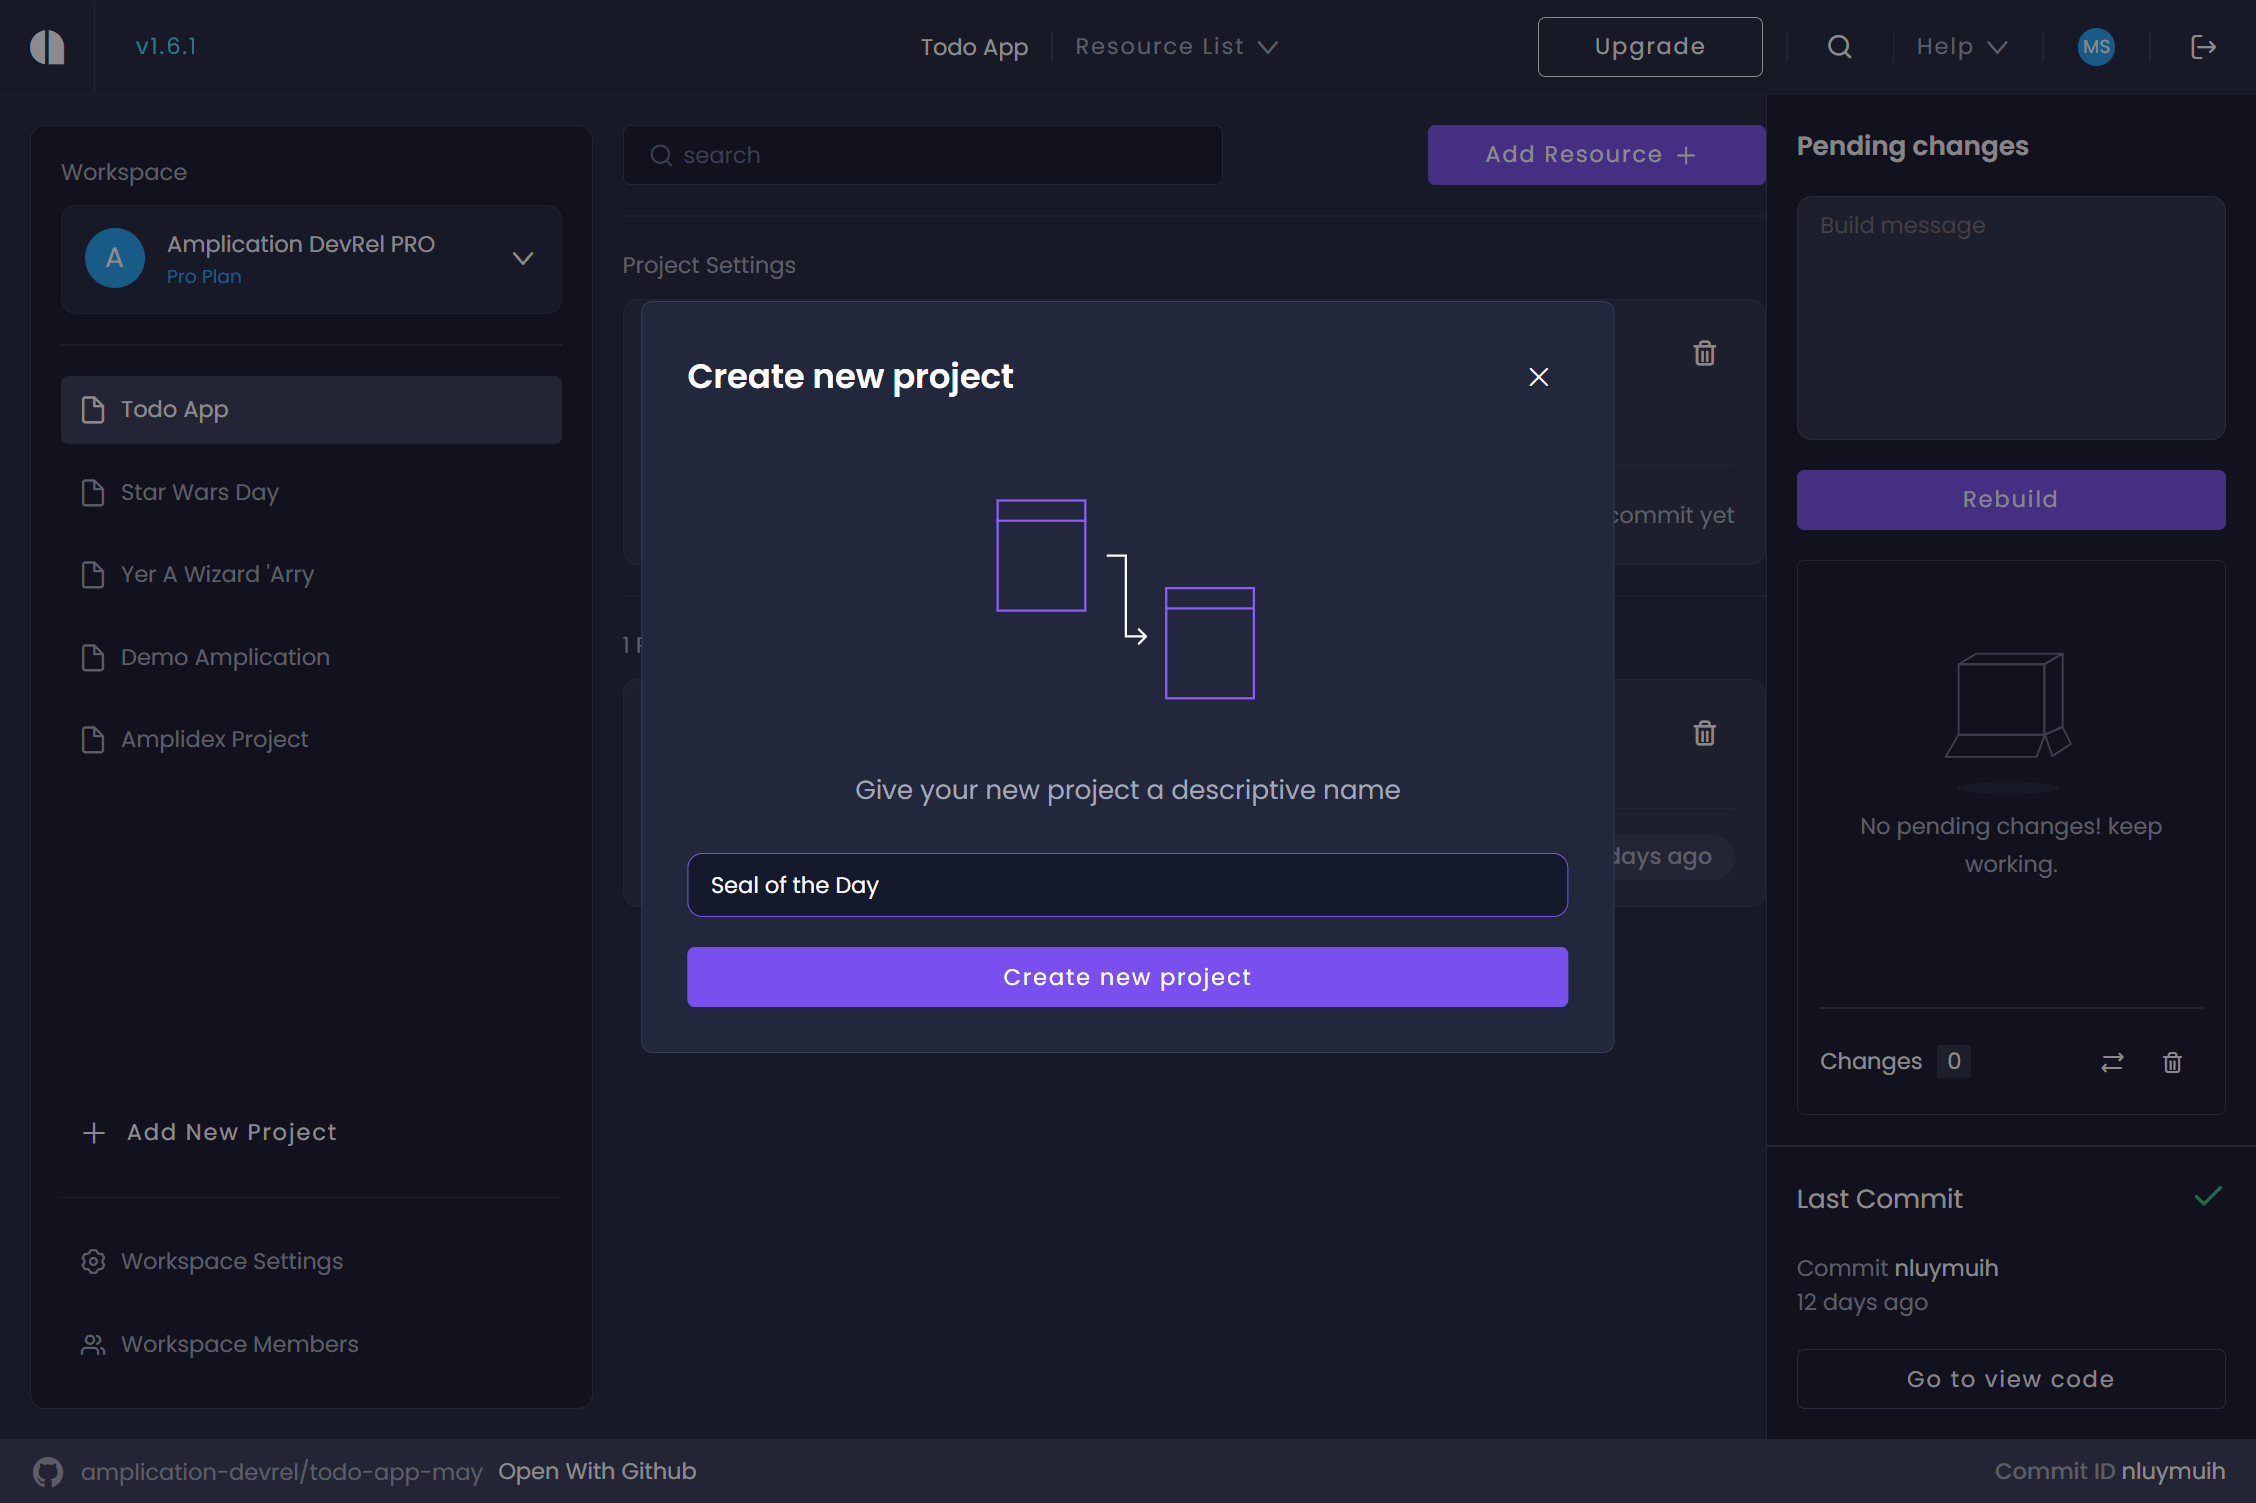 v1.6.1
Todo App
Resource List
Upgrade
Help
MS
Workspace
A
Amplication DevRel PRO
Pro Plan
Todo App
Star Wars Day
Yer A Wizard 'Arry
Demo Amplication
Amplidex Project
Add New Project
Workspace Settings
Workspace Members
search
Add Resource
Project Settings
commit yet
1
days ago
Create new project
Give your new project a descriptive name
Seal of the Day
Create new project
Pending changes
Build message
Rebuild
No pending changes! keep
working.
Changes 0
Last Commit
Commit nluymuih
12 days ago
Go to view code
amplication-devrel/todo-app-may Open With Github
Commit ID nluymuih